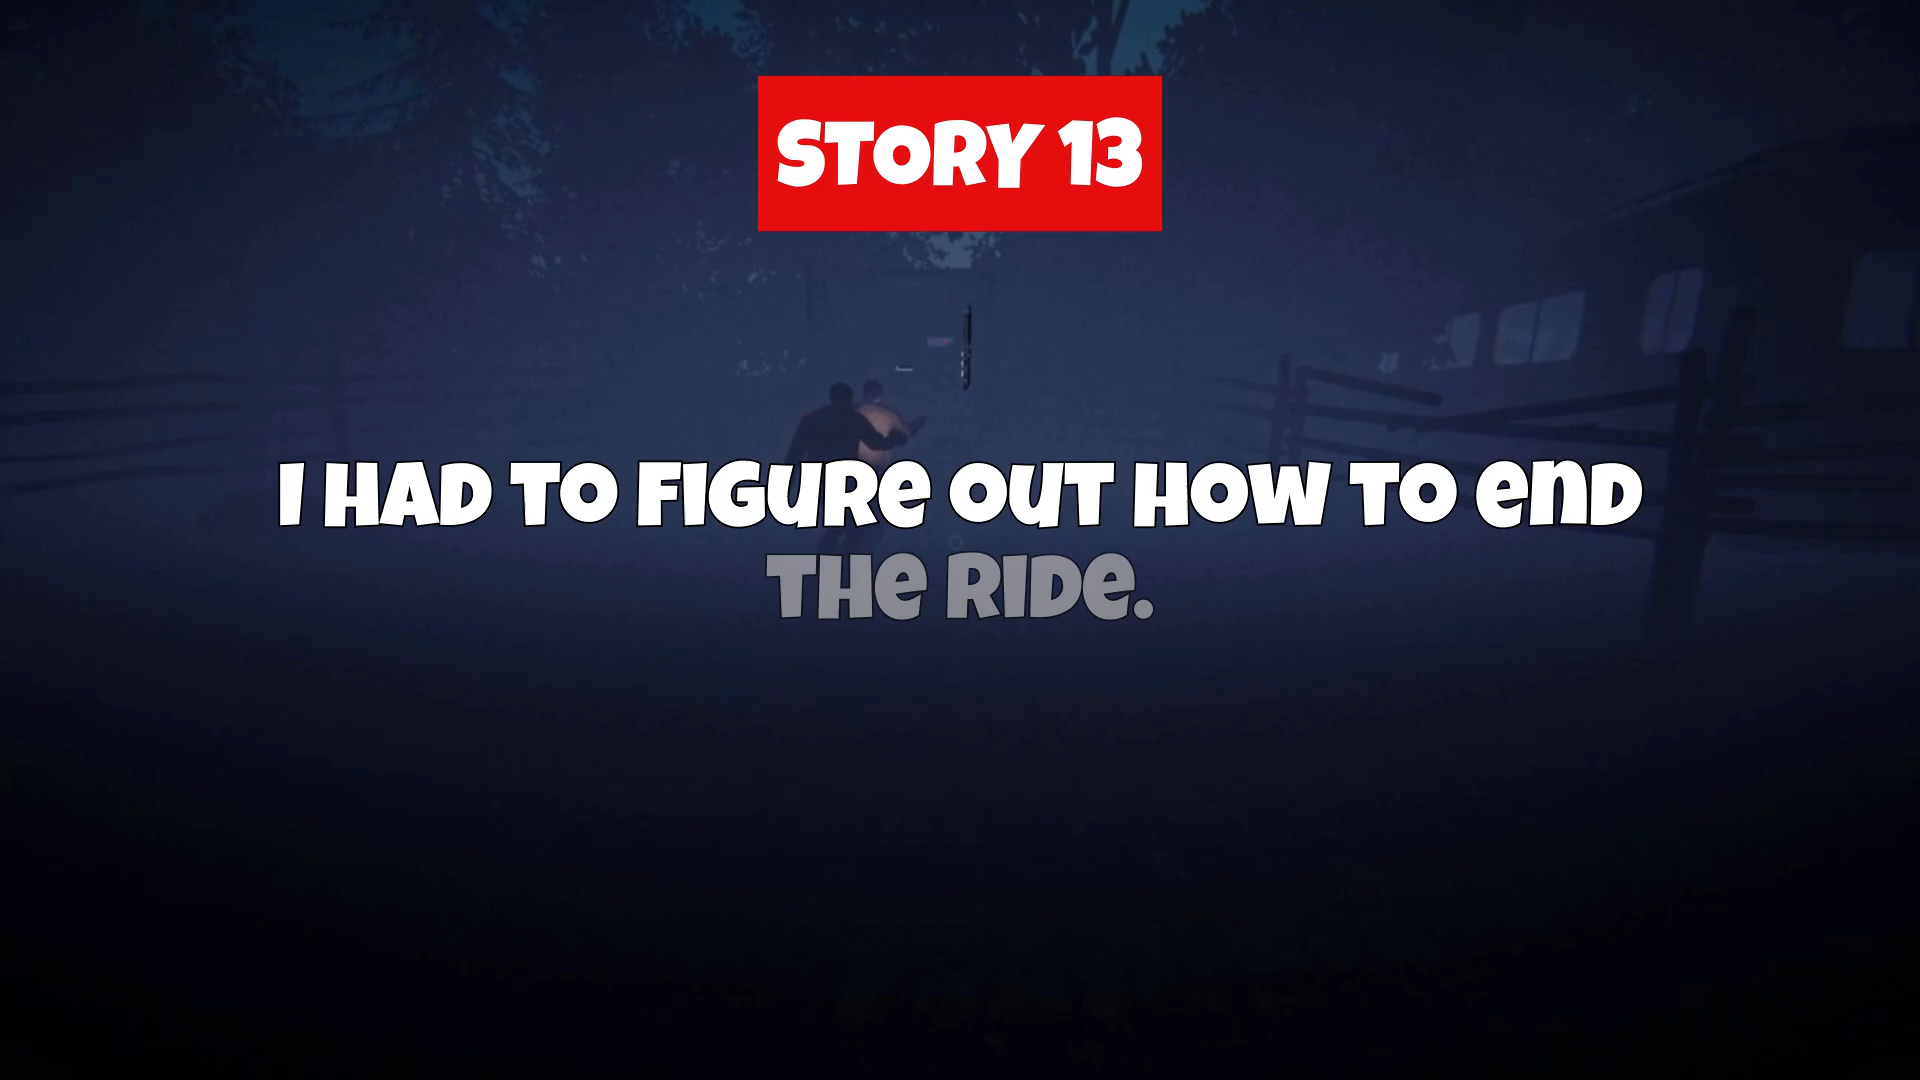 STORY 13
I HAD TO FIGURE OUT HOW TO END
THE RIDE.